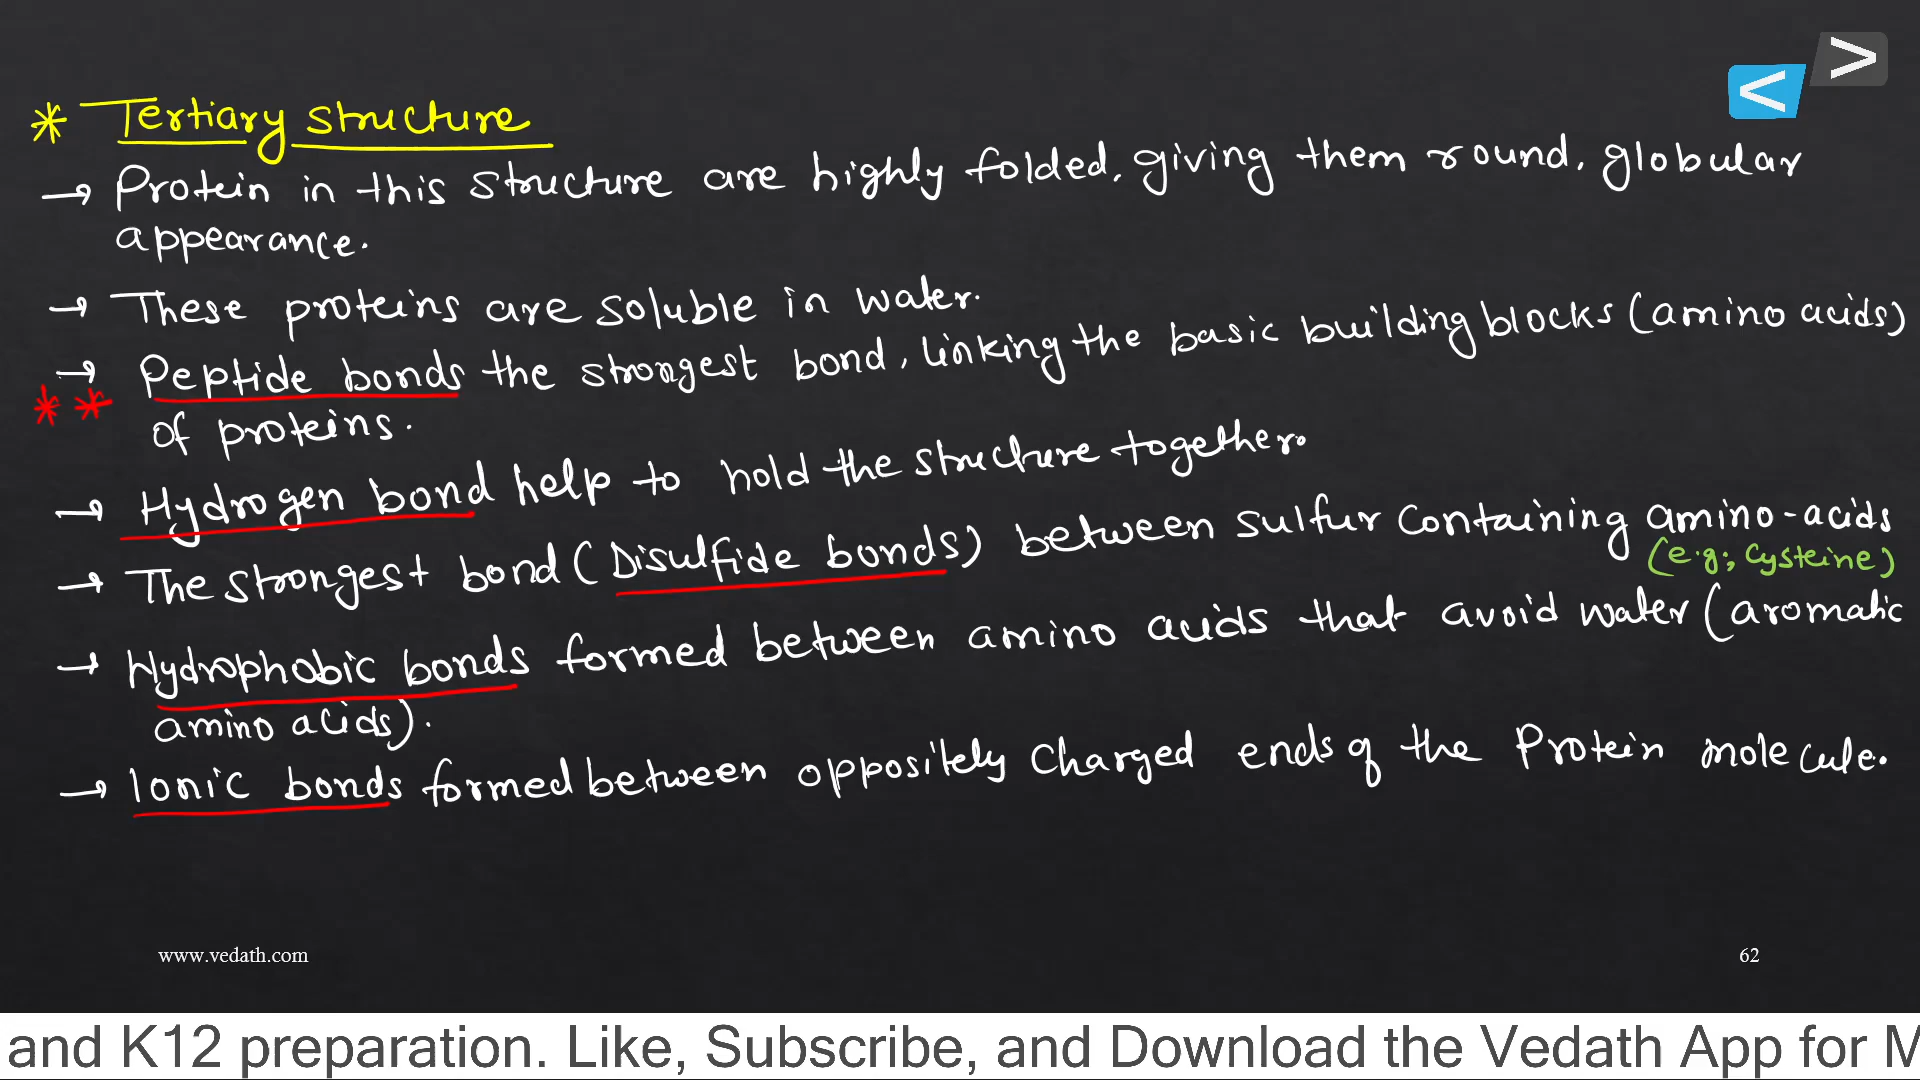 * Tertiary structure
→ Protein in this structure are highly folded, giving them round, globular
appearance.
→ These proteins are soluble in water.
→ Peptide bonds the strongest bond, linking the basic building blocks (amino acids)
** of proteins.
→ Hydrogen bond help to hold the structure together.
→ The strongest bond (Disulfide bonds) between sulfur containing amino-acids
(e.g; cysteine)
→ Hydrophobic bonds formed between amino acids that avoid water (aromatic
amino acids).
→ Ionic bonds formed between oppositely charged ends of the protein molecule.
www.vedath.com 62
and K12 preparation. Like, Subscribe, and Download the Vedath App for M